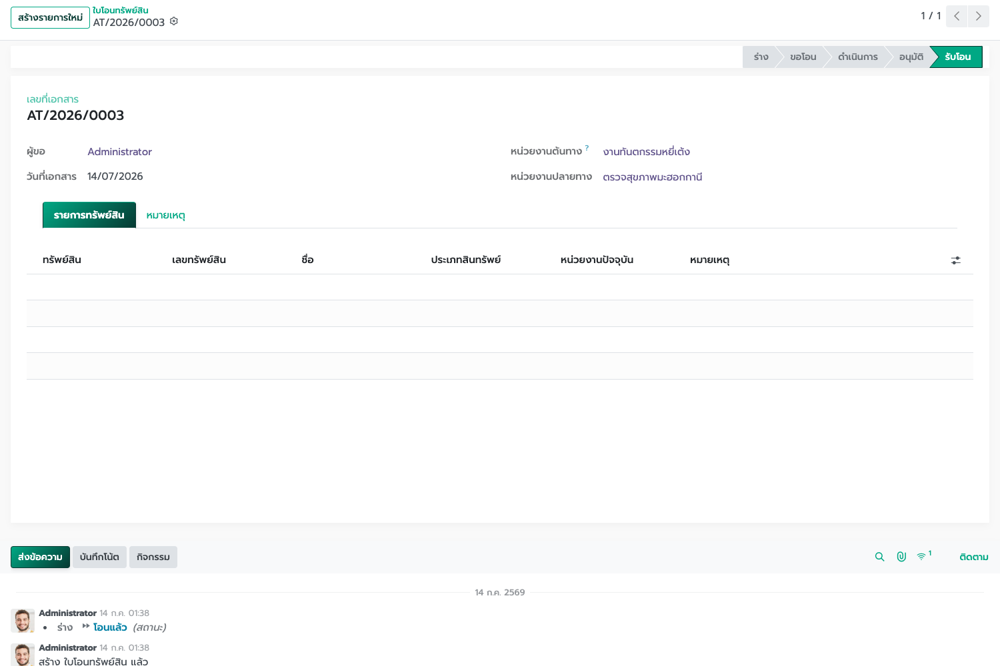 สร้างรายการใหม่
ใบโอนทรัพย์สิน
AT/2026/0003
1 / 1
ร่าง
ขอโอน
ดำเนินการ
อนุมัติ
รับโอน
เลขที่เอกสาร
AT/2026/0003
ผู้ขอ
Administrator
หน่วยงานต้นทาง ?
งานทันตกรรมหยี่เต้ง
วันที่เอกสาร
14/07/2026
หน่วยงานปลายทาง
ตรวจสุขภาพมะฮอกกานี
รายการทรัพย์สิน
หมายเหตุ
ทรัพย์สิน
เลขทรัพย์สิน
ชื่อ
ประเภทสินทรัพย์
หน่วยงานปัจจุบัน
หมายเหตุ
ส่งข้อความ
บันทึกโน้ต
กิจกรรม
1
ติดตาม
14 ก.ค. 2569
Administrator 14 ก.ค. 01:38
• ร่าง โอนแล้ว (สถานะ)
Administrator 14 ก.ค. 01:38
สร้าง ใบโอนทรัพย์สิน แล้ว